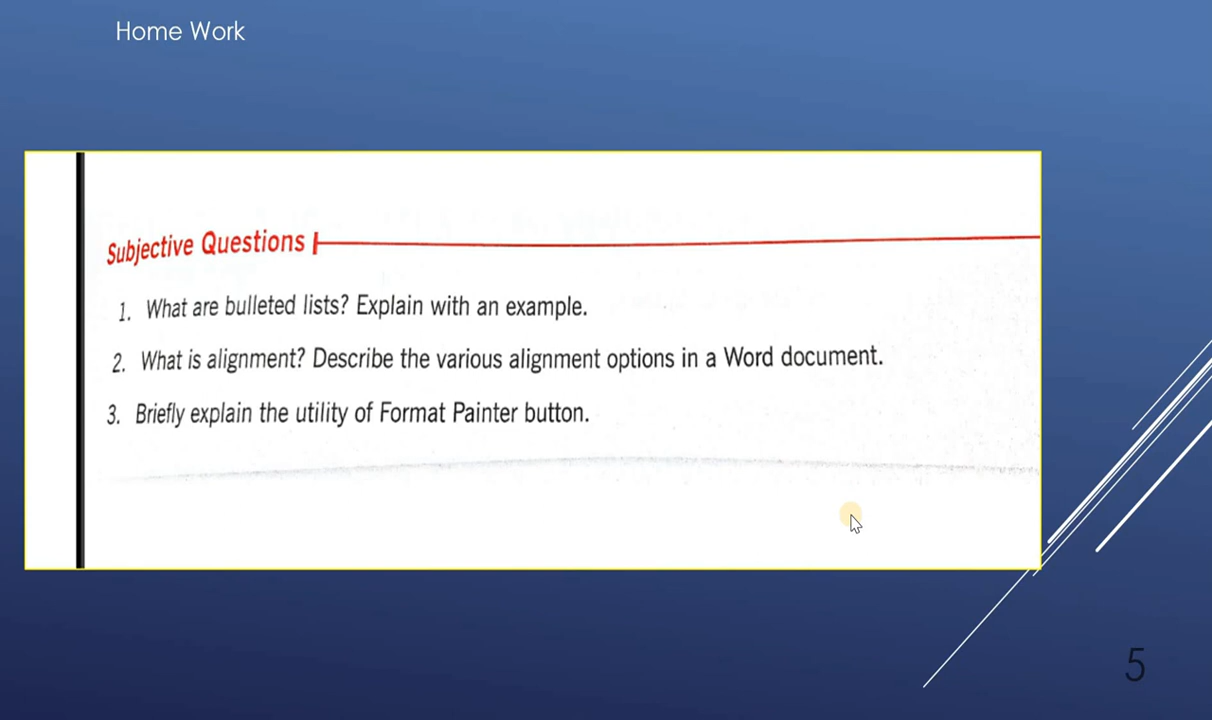 Home Work
Subjective Questions
1. What are bulleted lists? Explain with an example.
2. What is alignment? Describe the various alignment options in a Word document.
3. Briefly explain the utility of Format Painter button.
5